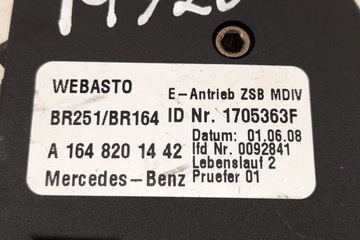 WEBASTO
E-Antrieb ZSB MDIV
BR251/BR164 ID Nr. 1705363F
Datum: 01.06.08
A 164 820 14 42
lfd Nr. 0092841
Lebenslauf 2
Mercedes-Benz
Pruefer 01